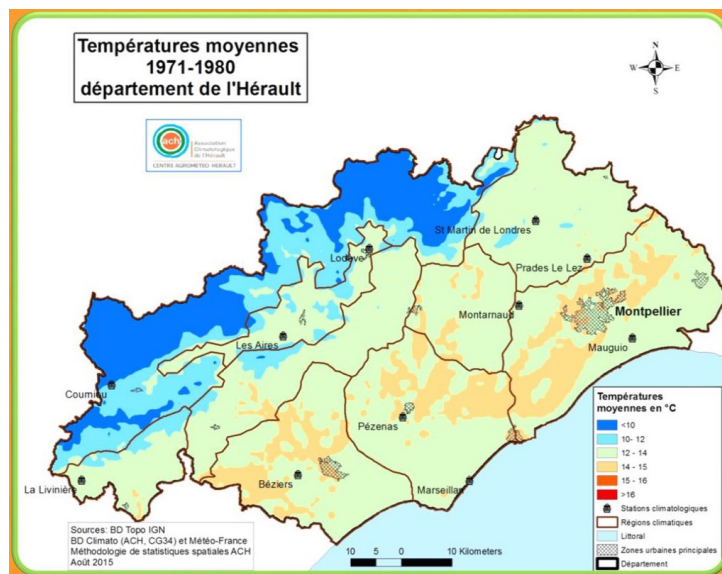 Températures moyennes
1971-1980
département de l'Hérault
N
W
E
S
ach
Association
Climatologique
de l'Hérault
CENTRE AGROMETEO HERAULT
St Martin de Londres
Lodève
Prades Le Lez
Montarnaud
Montpellier
Les Aires
Mauguio
Courniou
Pézenas
La Livinière
Béziers
Marseillan
Températures
moyennes en °C
<10
10- 12
12 - 14
14 - 15
15 - 16
>16
Stations climatologiques
Régions climatiques
Littoral
Zones urbaines principales
Département
Sources: BD Topo IGN
BD Climato (ACH, CG34) et Météo-France
Méthodologie de statistiques spatiales ACH
Août 2015
10 5 0 10 Kilometers